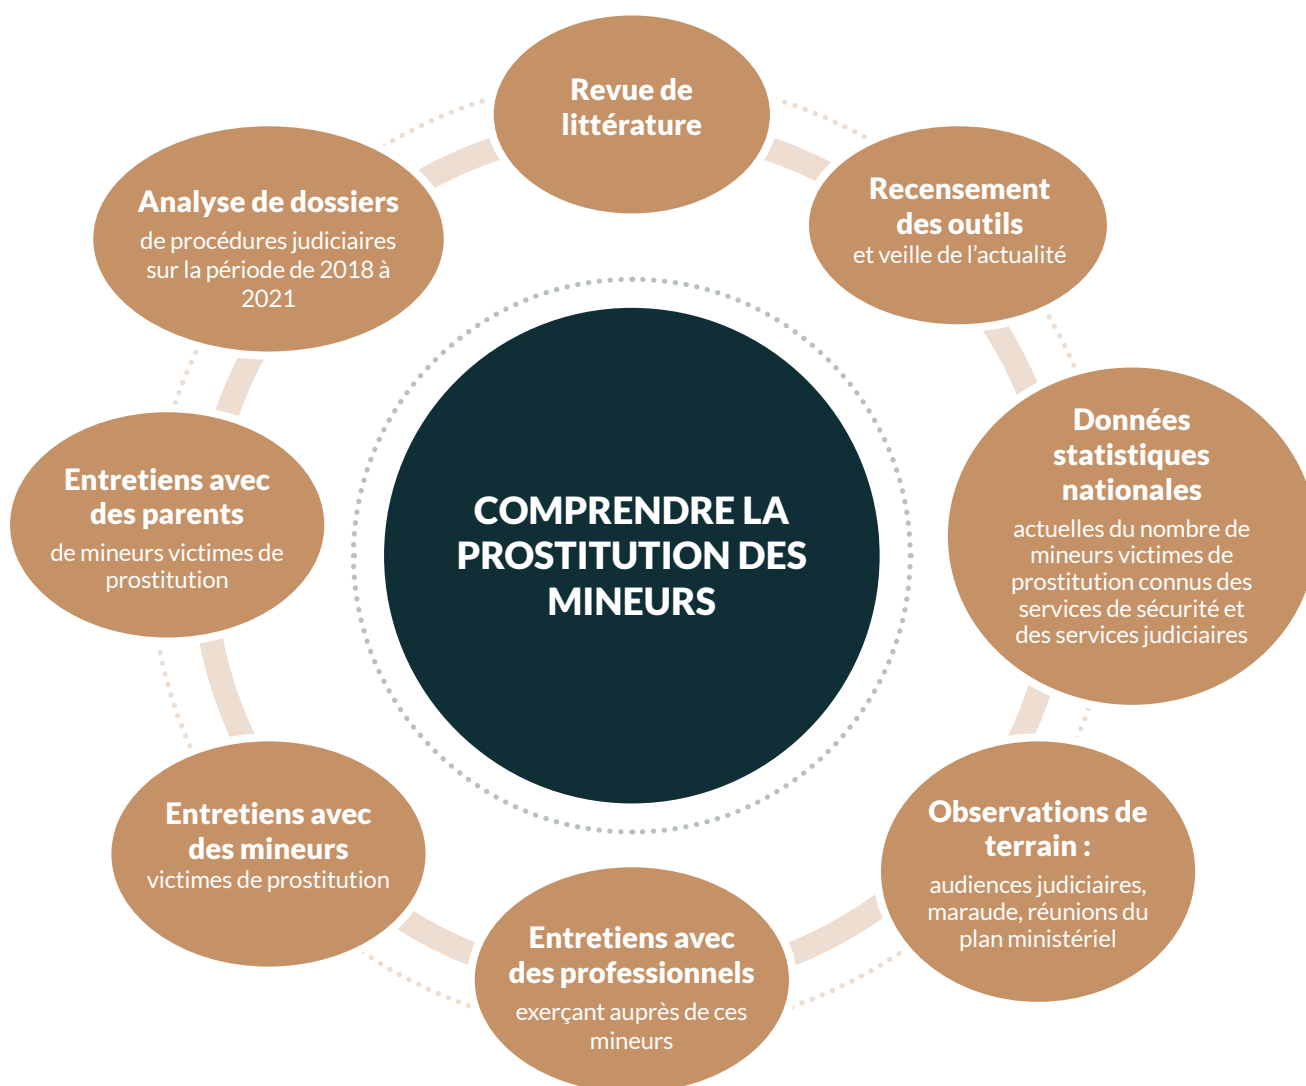 Revue de
littérature
Recensement
des outils
et veille de l’actualité
Données
statistiques
nationales
actuelles du nombre de
mineurs victimes de
prostitution connus des
services de sécurité et
des services judiciaires
Observations de
terrain :
audiences judiciaires,
maraude, réunions du
plan ministériel
Entretiens avec
des professionnels
exerçant auprès de ces
mineurs
Entretiens avec
des mineurs
victimes de prostitution
Entretiens avec
des parents
de mineurs victimes de
prostitution
Analyse de dossiers
de procédures judiciaires
sur la période de 2018 à
2021
COMPRENDRE LA
PROSTITUTION DES
MINEURS